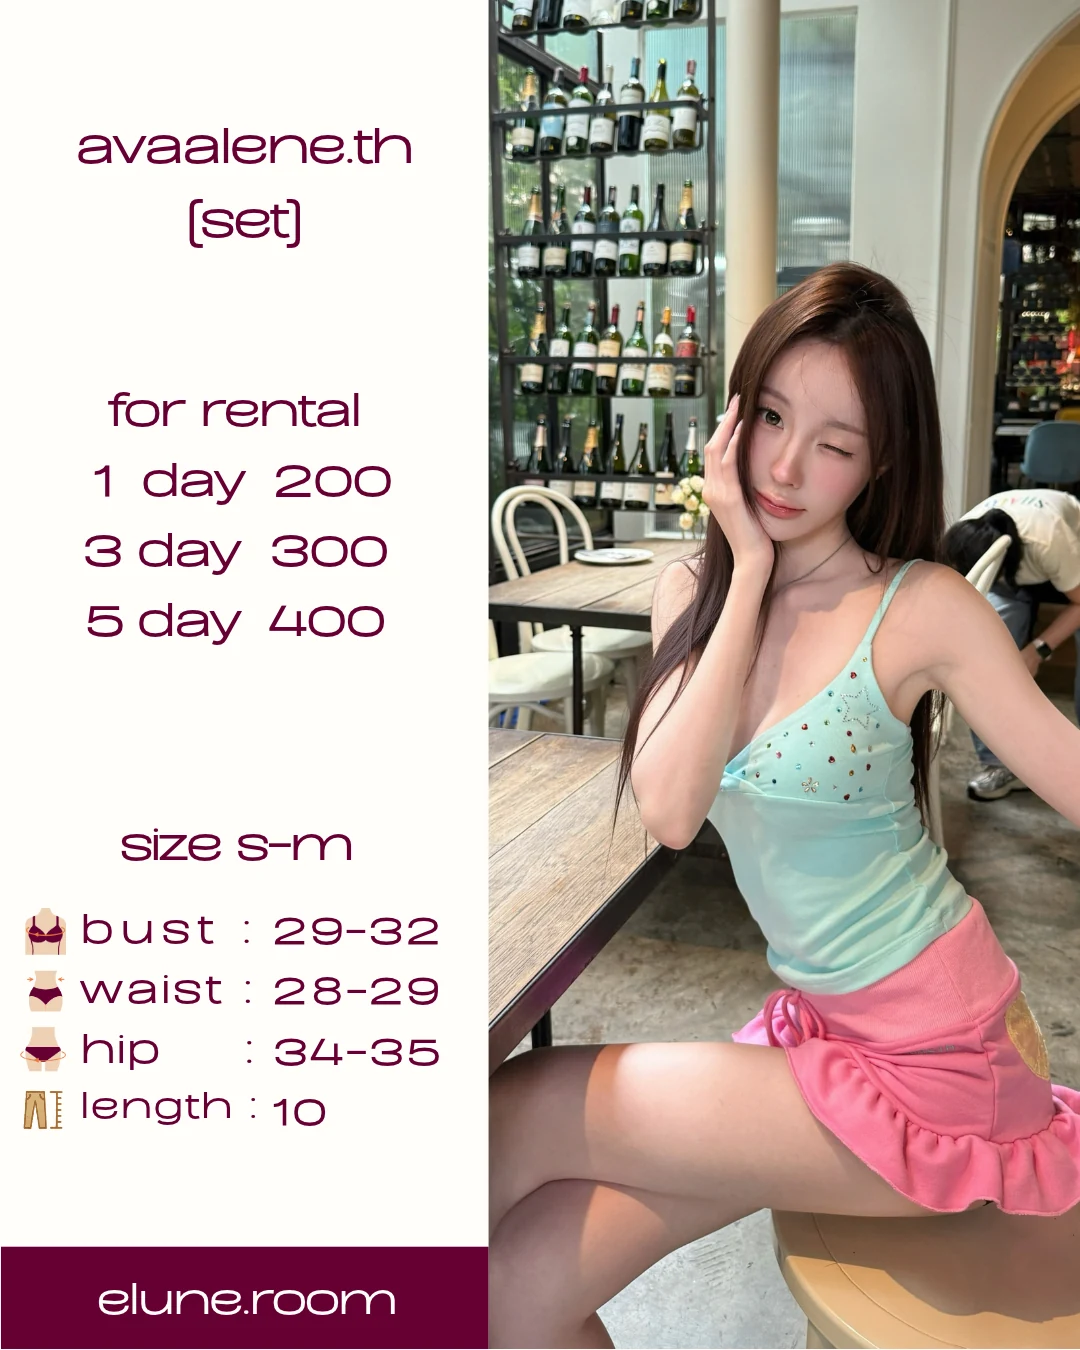 avaalene.th
[set]
for rental
1 day 200
3 day 300
5 day 400
size s-m
bust : 29-32
waist : 28-29
hip : 34-35
length : 10
elune.room